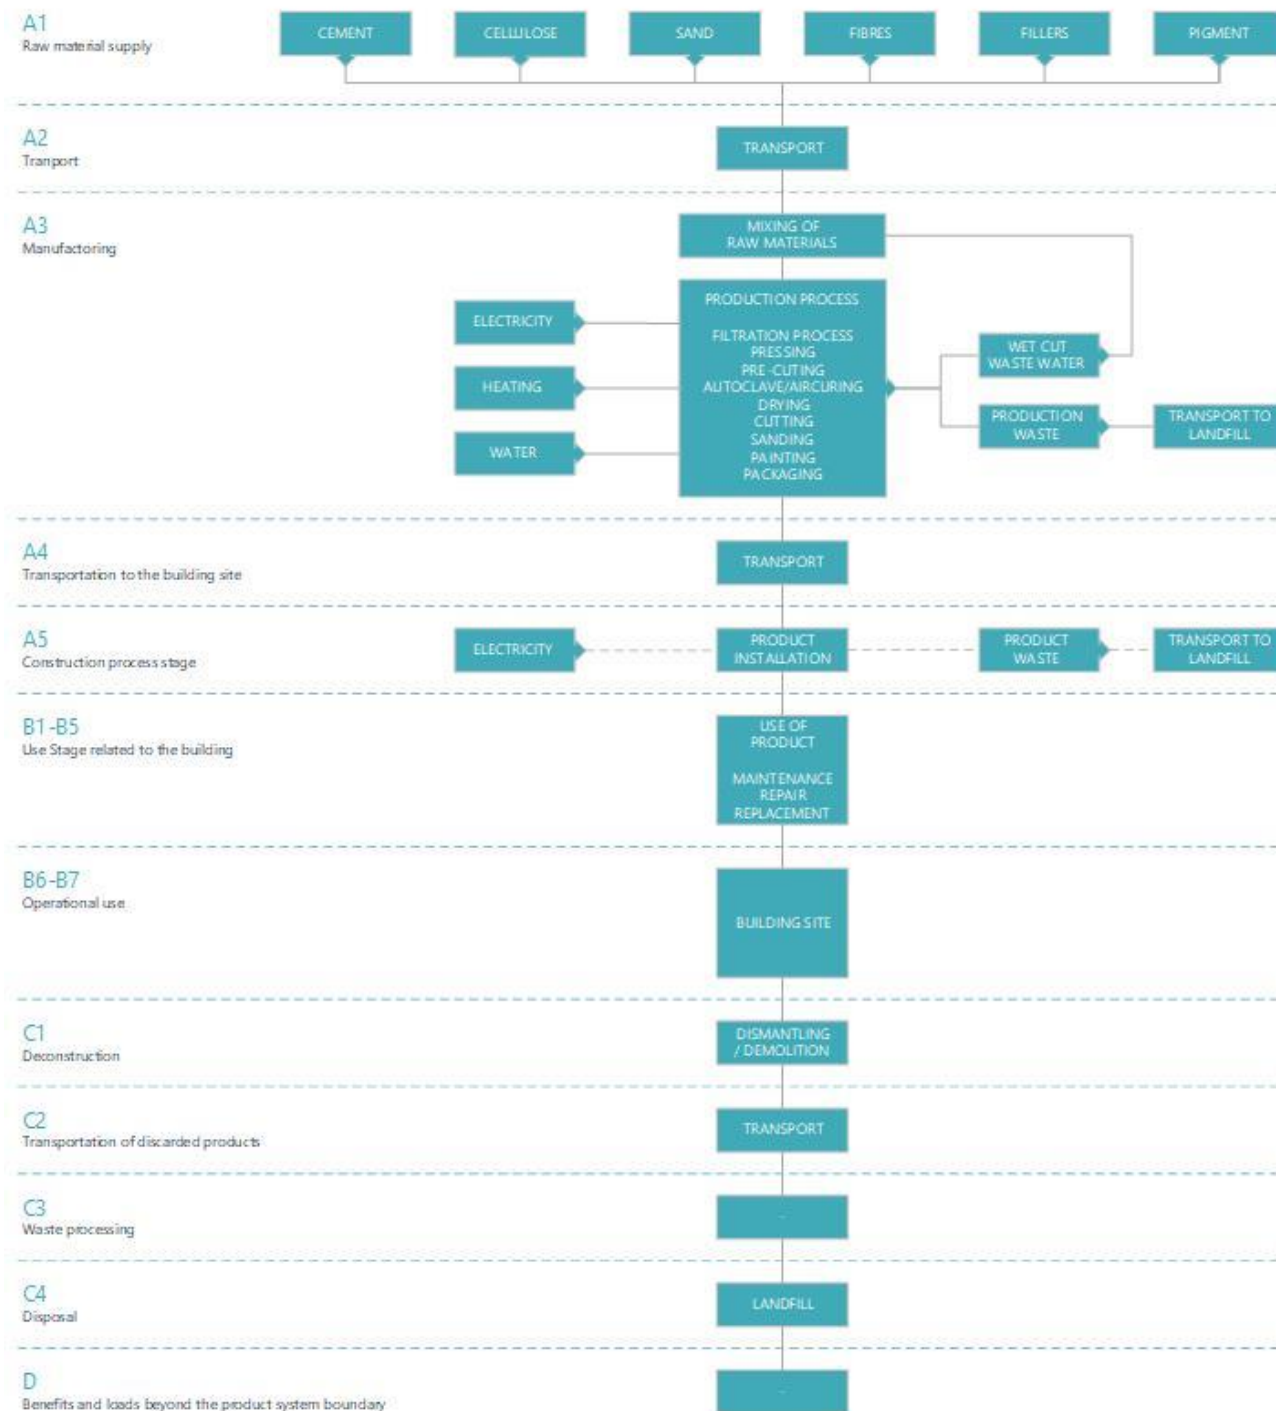 A1
Raw material supply
CEMENT
CELLULOSE
SAND
FIBRES
FILLERS
PIGMENT
A2
Tranport
TRANSPORT
A3
Manufactoring
MIXING OF
RAW MATERIALS
PRODUCTION PROCESS
FILTRATION PROCESS
PRESSING
PRE-CUTING
AUTOCLAVE/AIRCURING
DRYING
CUTTING
SANDING
PAINTING
PACKAGING
ELECTRICITY
HEATING
WATER
WET CUT
WASTE WATER
PRODUCTION
WASTE
TRANSPORT TO
LANDFILL
A4
Transportation to the building site
TRANSPORT
A5
Construction process stage
ELECTRICITY
PRODUCT
INSTALLATION
PRODUCT
WASTE
TRANSPORT TO
LANDFILL
B1-B5
Use Stage related to the building
USE OF
PRODUCT
MAINTENANCE
REPAIR
REPLACEMENT
B6-B7
Operational use
BUILDING SITE
C1
Deconstruction
DISMANTLING
/ DEMOLITION
C2
Transportation of discarded products
TRANSPORT
C3
Waste processing
-
C4
Disposal
LANDFILL
D
Benefits and loads beyond the product system boundary
-